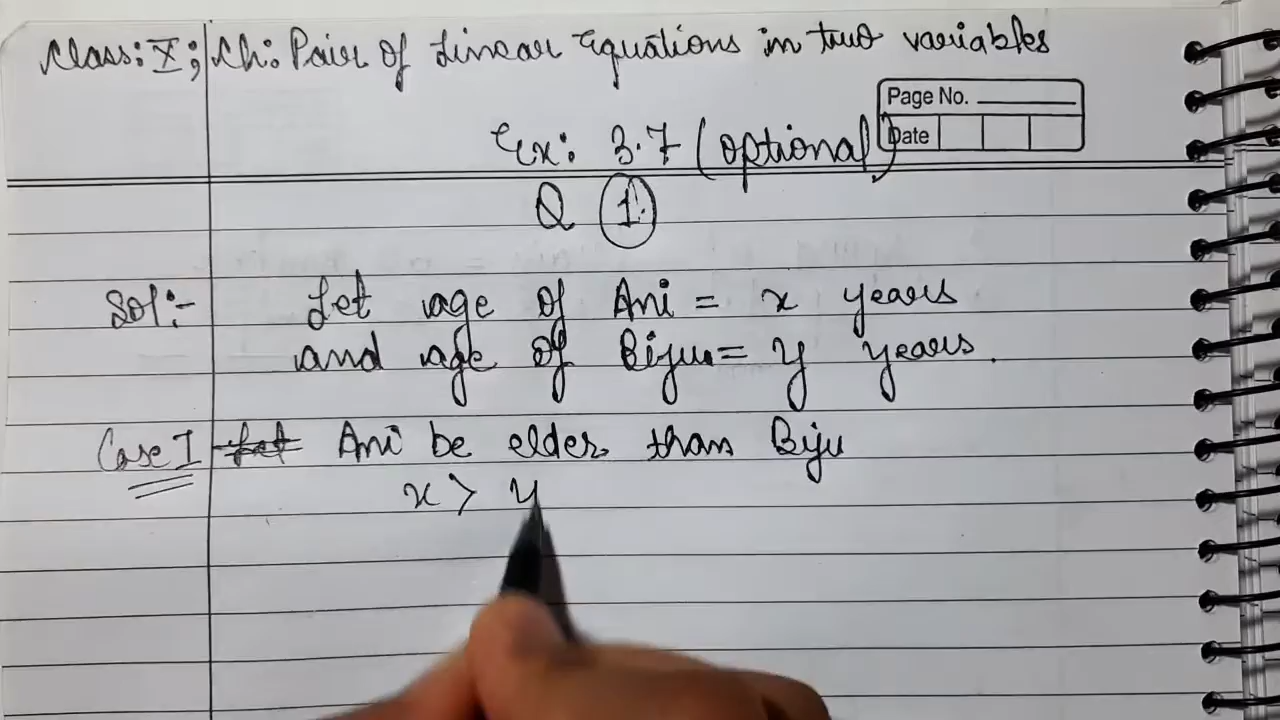 Class: X; Ch: Pair of Linear Equations in two variables
Page No.
Date
Ex: 3.7 (optional)
Q 1.
Sol:- Let age of Ani = x years
and age of Biju = y years.
Case I Let Ani be elder than Biju
x > y